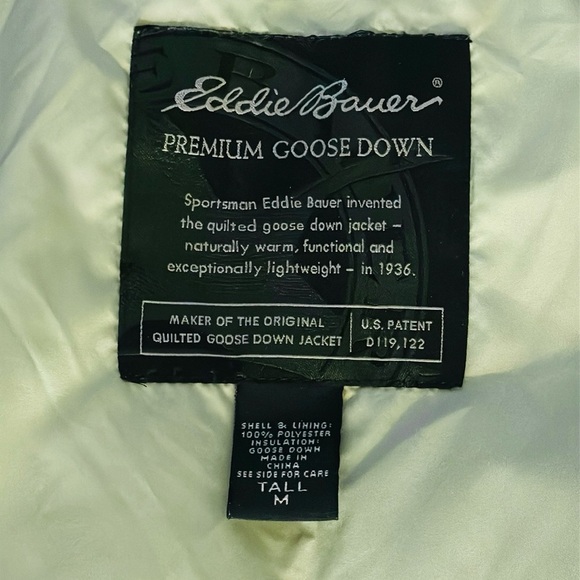 Eddie Bauer®
PREMIUM GOOSE DOWN
Sportsman Eddie Bauer invented
the quilted goose down jacket –
naturally warm, functional and
exceptionally lightweight – in 1936.
MAKER OF THE ORIGINAL
QUILTED GOOSE DOWN JACKET
U.S. PATENT
D119,122
SHELL & LINING:
100% POLYESTER
INSULATION:
GOOSE DOWN
MADE IN
CHINA
SEE SIDE FOR CARE
TALL
M